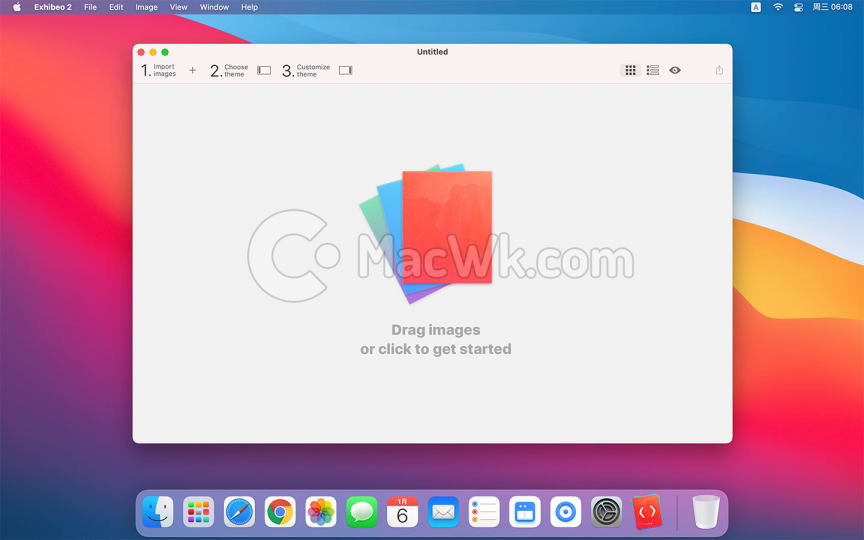 Exhibeo 2 File Edit Image View Window Help
A 周三 06:08
Untitled
1. Import images + 2. Choose theme 3. Customize theme
MacWk.com
Drag images
or click to get started
1月
6